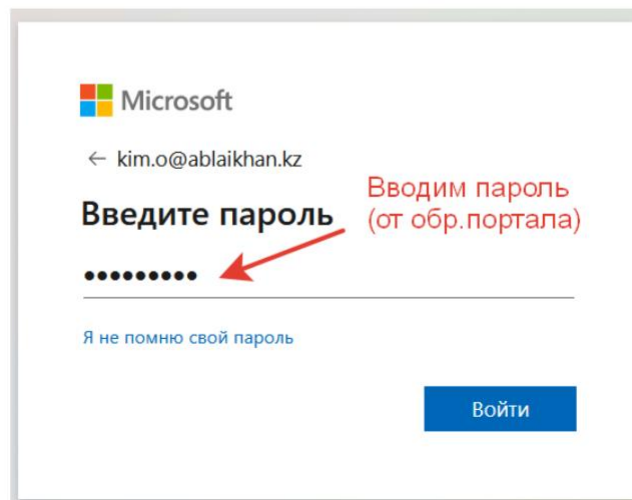 Microsoft
← kim.o@ablaikhan.kz
Введите пароль
Вводим пароль
(от обр.портала)
•••••••••
Я не помню свой пароль
Войти